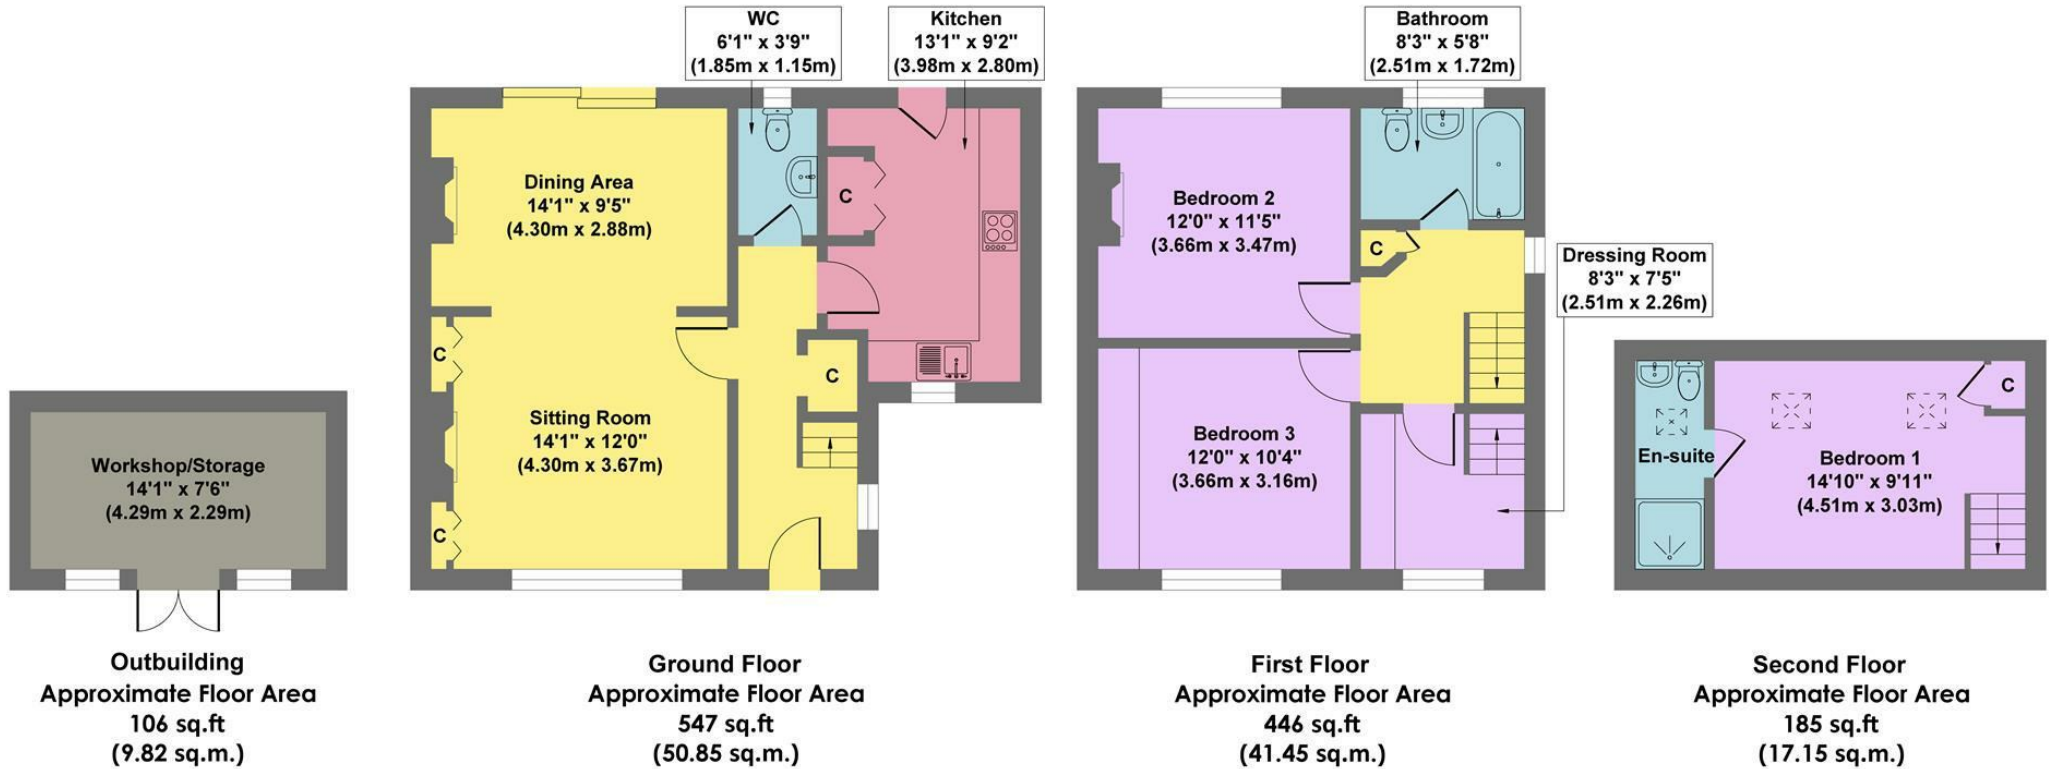 WC
6'1" x 3'9"
(1.85m x 1.15m)
Kitchen
13'1" x 9'2"
(3.98m x 2.80m)
Bathroom
8'3" x 5'8"
(2.51m x 1.72m)
Dining Area
14'1" x 9'5"
(4.30m x 2.88m)
C
Bedroom 2
12'0" x 11'5"
(3.66m x 3.47m)
C
Dressing Room
8'3" x 7'5"
(2.51m x 2.26m)
C
C
C
Sitting Room
14'1" x 12'0"
(4.30m x 3.67m)
C
Bedroom 3
12'0" x 10'4"
(3.66m x 3.16m)
En-suite
Bedroom 1
14'10" x 9'11"
(4.51m x 3.03m)
Workshop/Storage
14'1" x 7'6"
(4.29m x 2.29m)
Outbuilding
Approximate Floor Area
106 sq.ft
(9.82 sq.m.)
Ground Floor
Approximate Floor Area
547 sq.ft
(50.85 sq.m.)
First Floor
Approximate Floor Area
446 sq.ft
(41.45 sq.m.)
Second Floor
Approximate Floor Area
185 sq.ft
(17.15 sq.m.)